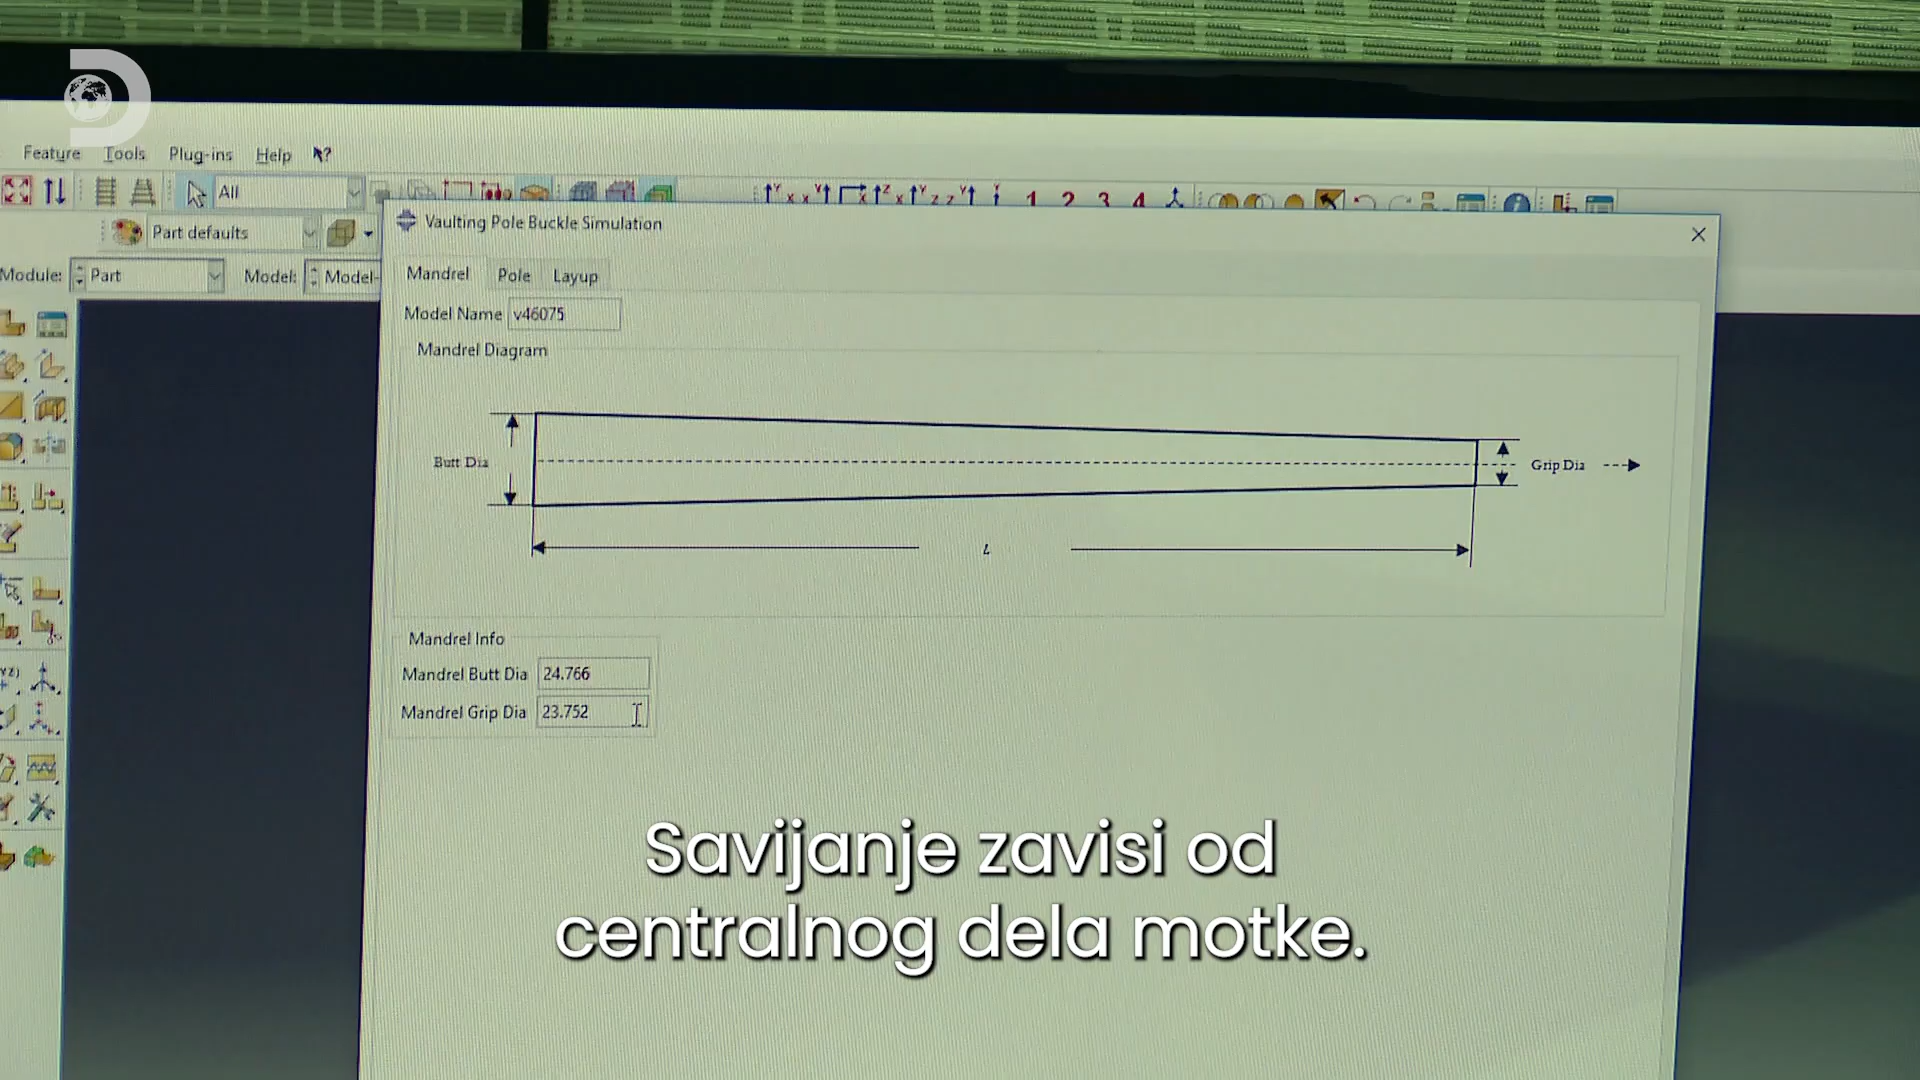 Feature Tools Plug-ins Help
All
Part defaults
Module: Part Model: Model-
1 2 3 4
Vaulting Pole Buckle Simulation
Mandrel Pole Layup
Model Name v46075
Mandrel Diagram
Butt Dia
Grip Dia
L
Mandrel Info
Mandrel Butt Dia 24.766
Mandrel Grip Dia 23.752
Savijanje zavisi od
centralnog dela motke.